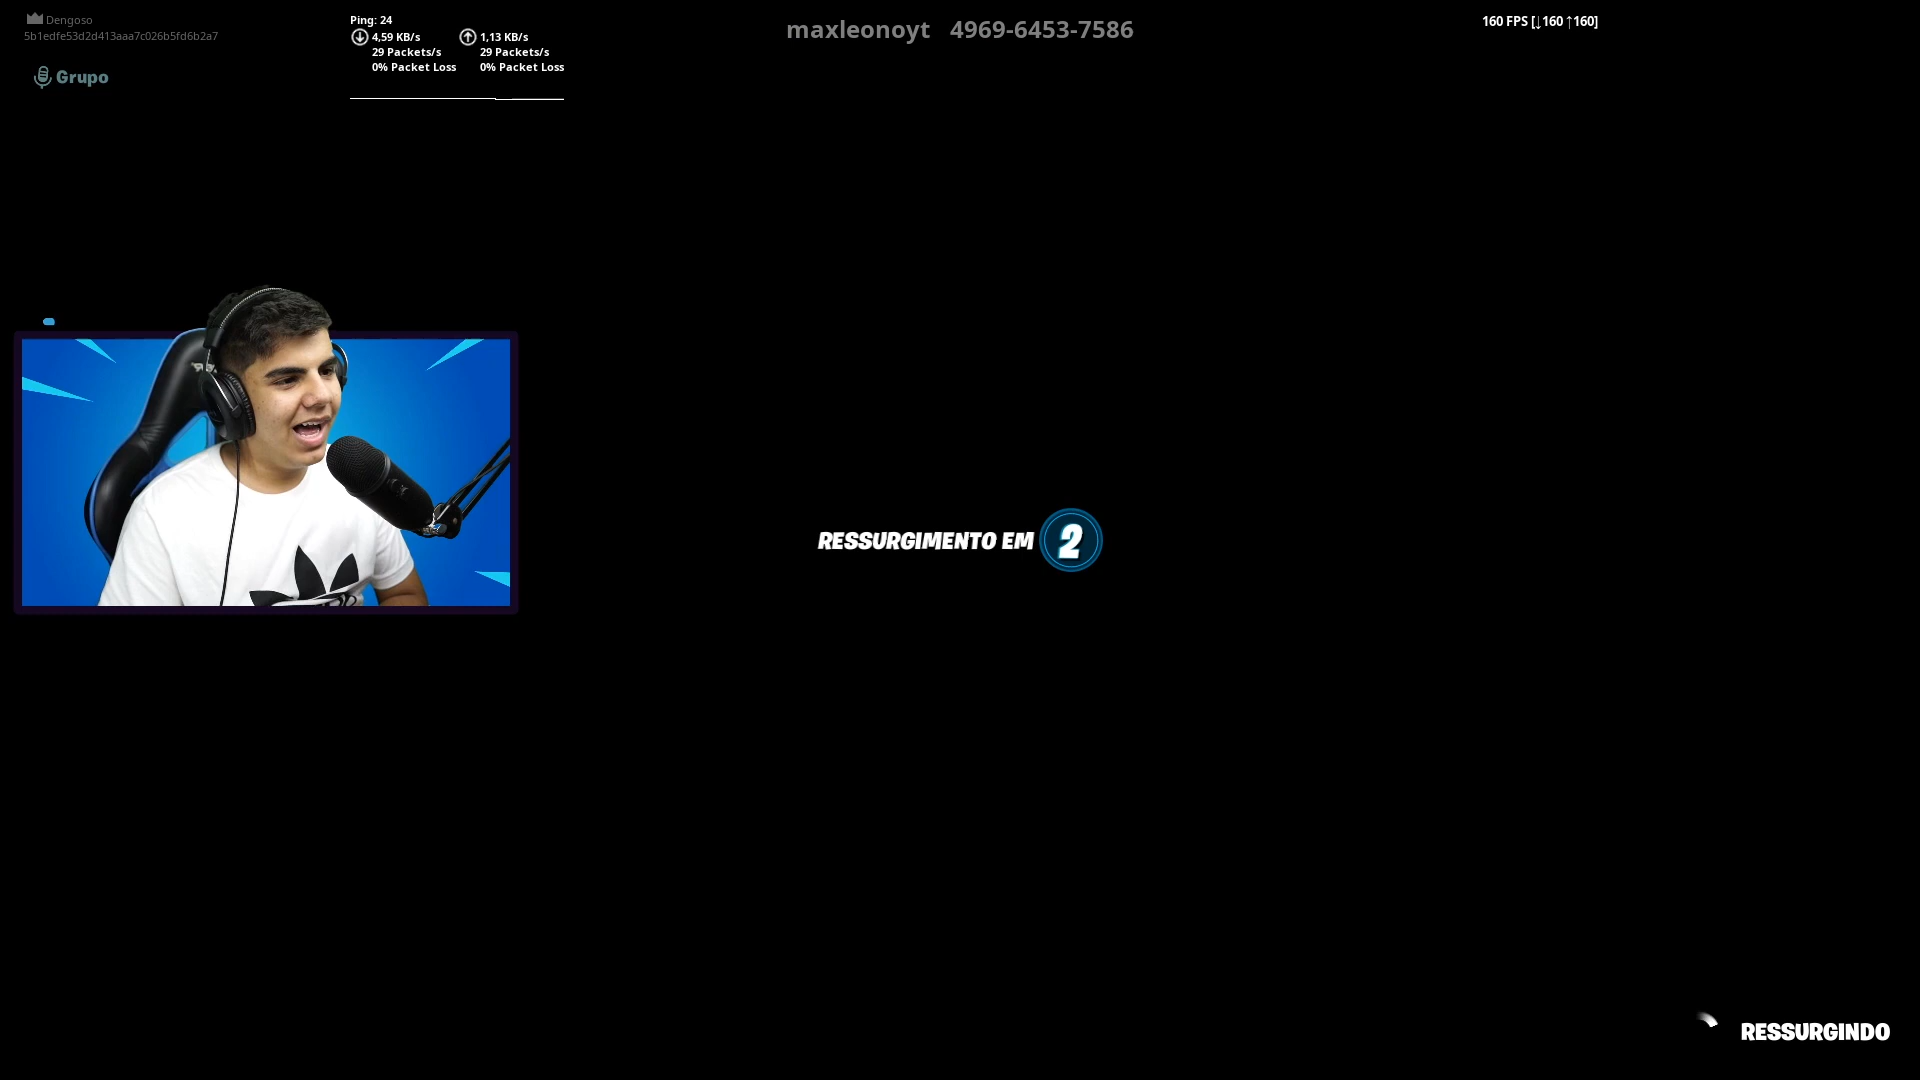 Dengoso
5b1edfe53d2d413aaa7c026b5fd6b2a7
Grupo
Ping: 24
4,59 KB/s
29 Packets/s
0% Packet Loss
1,13 KB/s
29 Packets/s
0% Packet Loss
maxleonoyt 4969-6453-7586
160 FPS [↓160 ↑160]
RESSURGIMENTO EM 2
RESSURGINDO